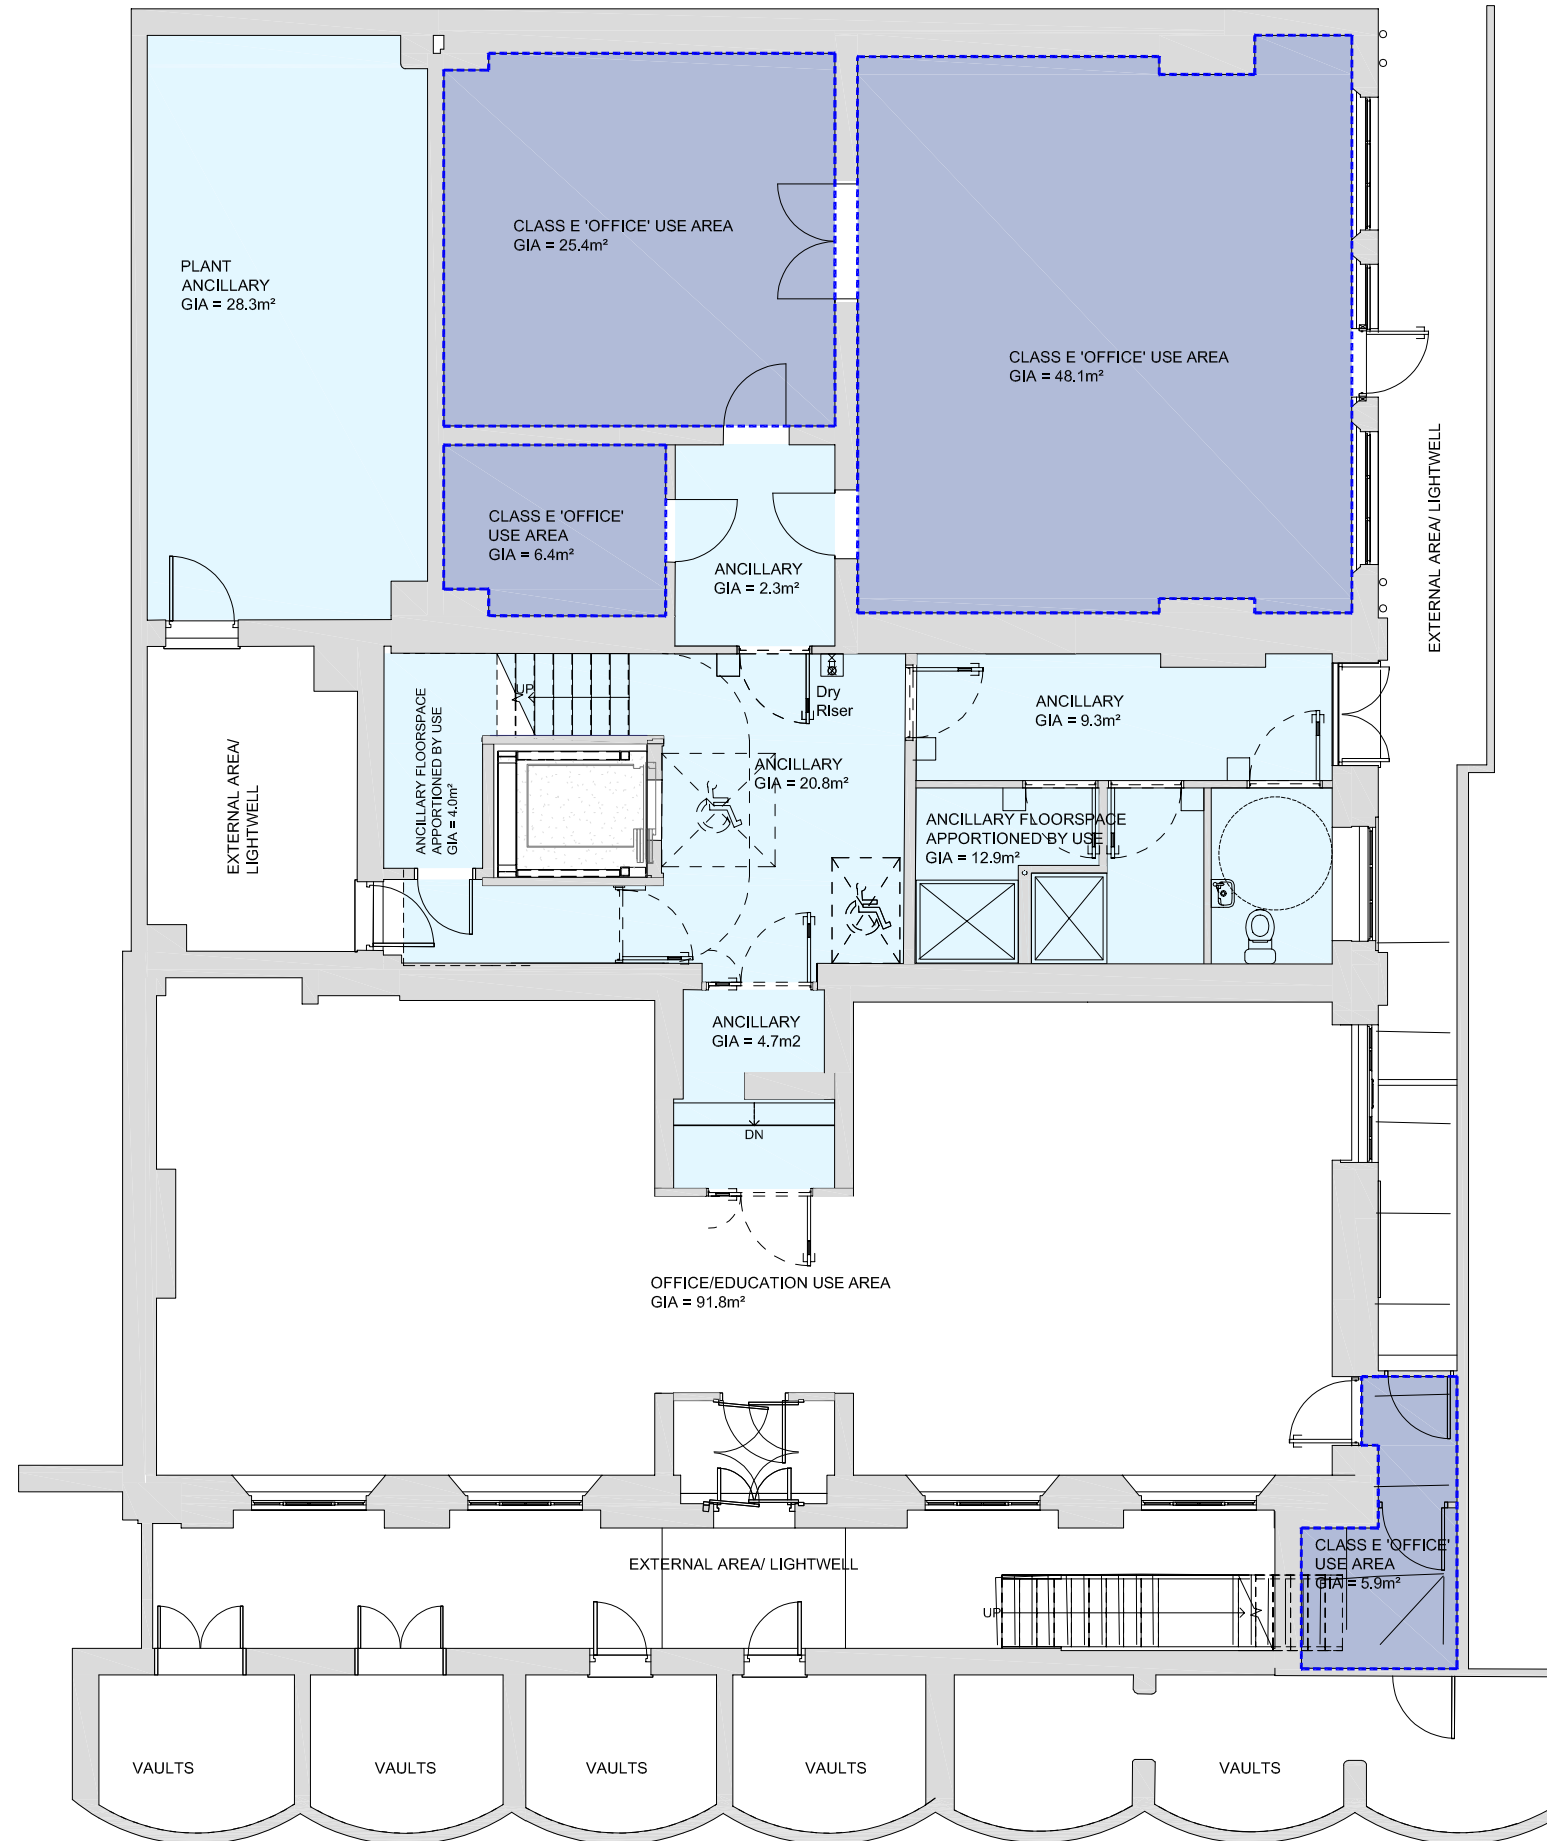 CLASS E 'OFFICE' USE AREA
GIA = 25.4m²
PLANT
ANCILLARY
GIA = 28.3m²
CLASS E 'OFFICE' USE AREA
GIA = 48.1m²
EXTERNAL AREA/ LIGHTWELL
CLASS E 'OFFICE'
USE AREA
GIA = 6.4m²
ANCILLARY
GIA = 2.3m²
UP
Dry
RIser
ANCILLARY
GIA = 9.3m²
ANCILLARY FLOORSPACE
APPORTIONED BY USE
GIA = 4.0m²
EXTERNAL AREA/
LIGHTWELL
ANCILLARY
GIA = 20.8m²
ANCILLARY FLOORSPACE
APPORTIONED BY USE
GIA = 12.9m²
ANCILLARY
GIA = 4.7m2
DN
OFFICE/EDUCATION USE AREA
GIA = 91.8m²
CLASS E 'OFFICE'
USE AREA
GIA = 5.9m²
EXTERNAL AREA/ LIGHTWELL
UP
VAULTS
VAULTS
VAULTS
VAULTS
VAULTS